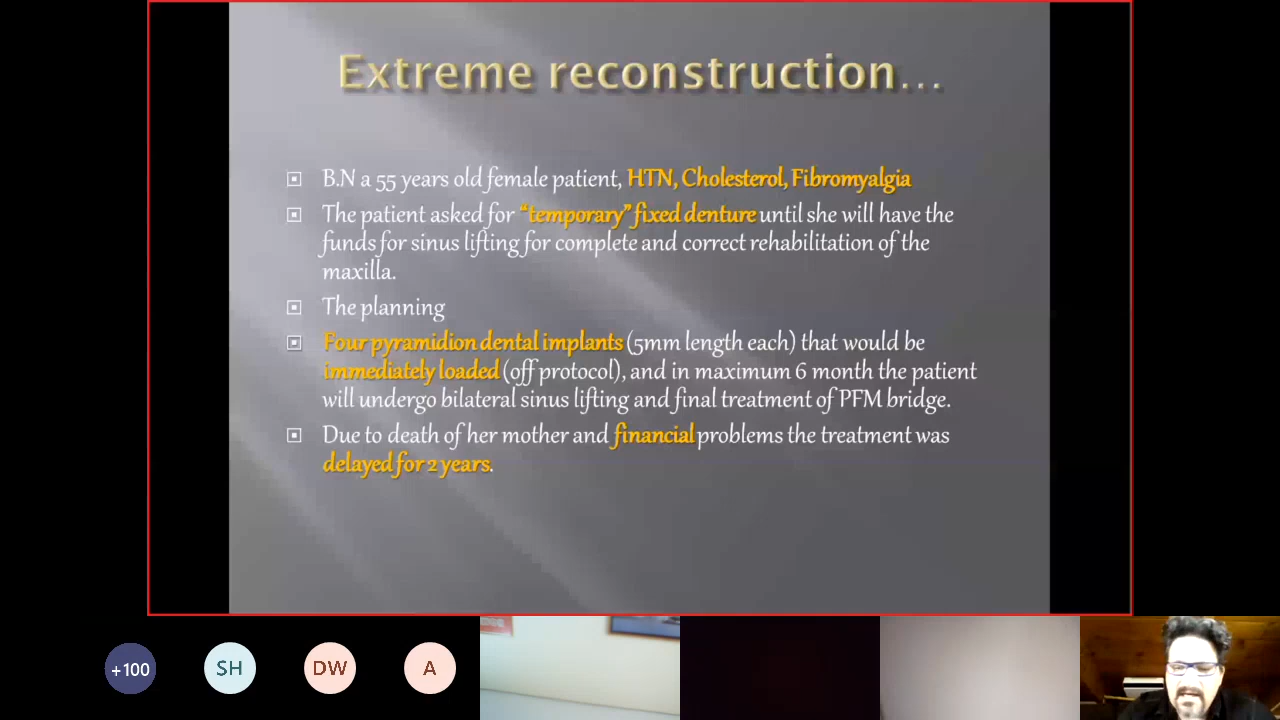 Extreme reconstruction...
B.N a 55 years old female patient, HTN, Cholesterol, Fibromyalgia
The patient asked for “temporary” fixed denture until she will have the
funds for sinus lifting for complete and correct rehabilitation of the
maxilla.
The planning
Four pyramidion dental implants (5mm length each) that would be
immediately loaded (off protocol), and in maximum 6 month the patient
will undergo bilateral sinus lifting and final treatment of PFM bridge.
Due to death of her mother and financial problems the treatment was
delayed for 2 years.
+100
SH
DW
A